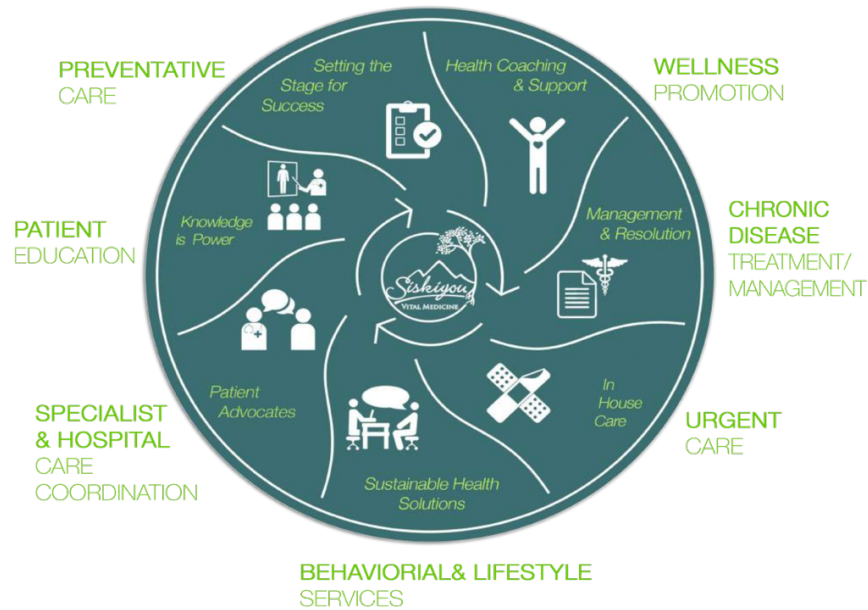 PREVENTATIVE
CARE
Setting the
Stage for
Success
Health Coaching
& Support
WELLNESS
PROMOTION
PATIENT
EDUCATION
Knowledge
is Power
Management
& Resolution
CHRONIC
DISEASE
TREATMENT/
MANAGEMENT
Siskiyou
VITAL MEDICINE
SPECIALIST
& HOSPITAL
CARE
COORDINATION
Patient
Advocates
In
House
Care
URGENT
CARE
Sustainable Health
Solutions
BEHAVIORIAL& LIFESTYLE
SERVICES